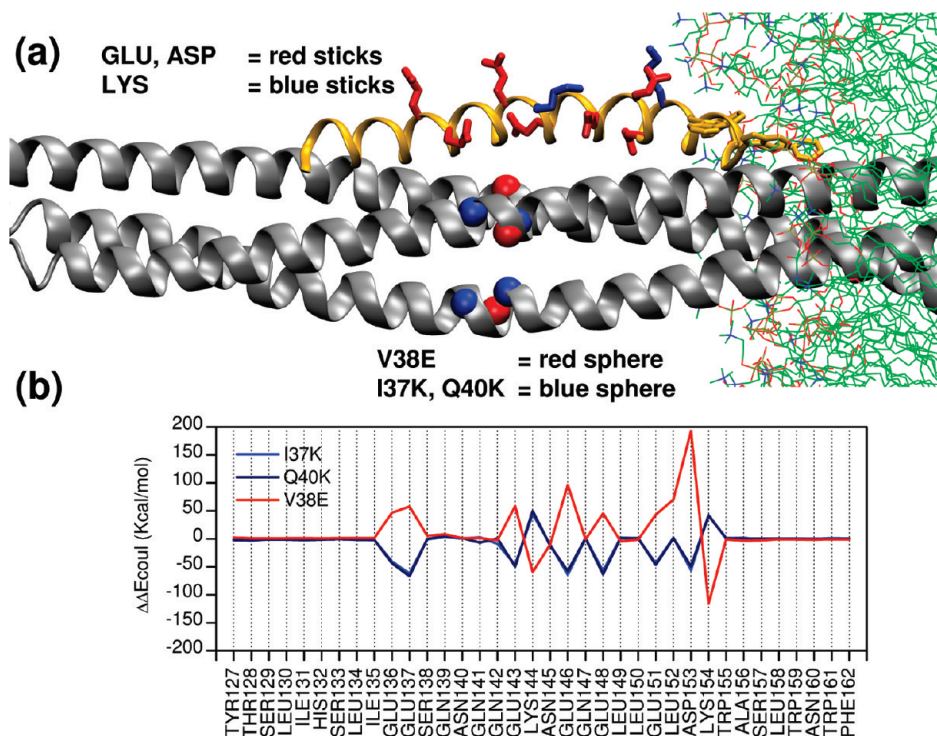 (a)
GLU, ASP = red sticks
LYS = blue sticks
V38E = red sphere
I37K, Q40K = blue sphere
(b)
200
150
100
50
0
-50
-100
-150
-200
ΔΔEcoul (Kcal/mol)
I37K
Q40K
V38E
TYR127
THR128
SER129
LEU130
ILE131
HIS132
SER133
LEU134
ILE135
GLU136
GLU137
SER138
GLN139
ASN140
GLN141
GLN142
GLU143
LYS144
ASN145
GLU146
GLN147
GLU148
LEU149
LEU150
GLU151
LEU152
ASP153
LYS154
TRP155
ALA156
SER157
LEU158
TRP159
ASN160
TRP161
PHE162